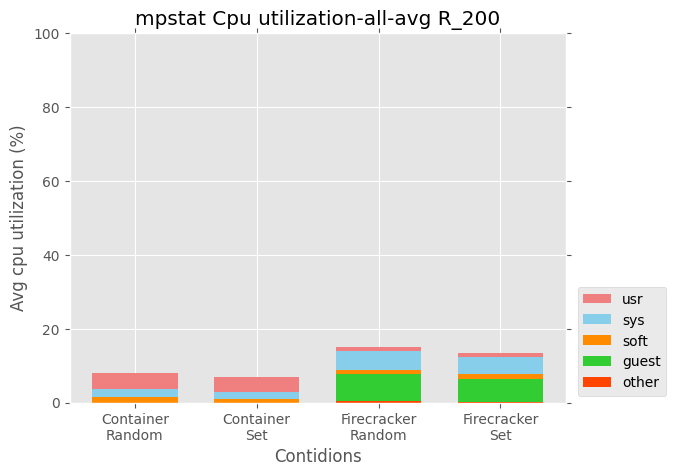 mpstat Cpu utilization-all-avg R_200
Avg cpu utilization (%)
100
80
60
40
20
0
Container
Random
Container
Set
Firecracker
Random
Firecracker
Set
Contidions
usr
sys
soft
guest
other